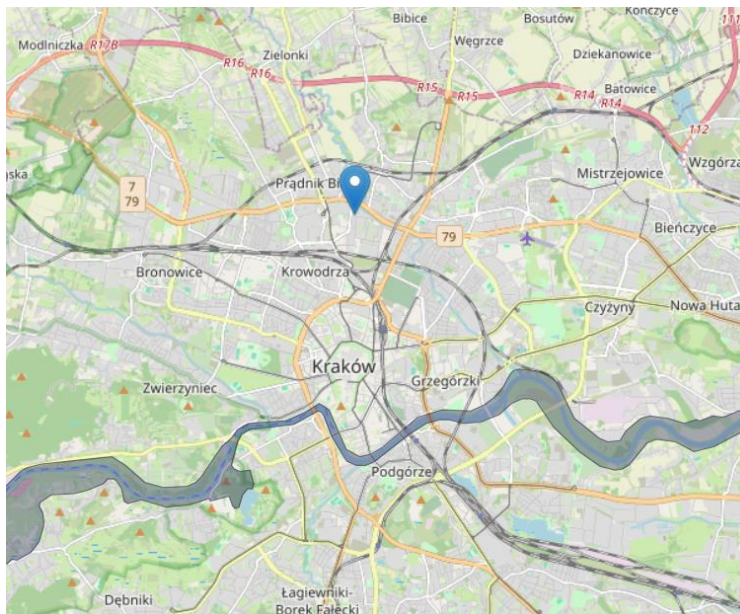 Bibice
Bosutów
Kończyce
Modlniczka
R17B
Węgrzce
Zielonki
Dziekanowice
R16
R16
R15
R15
R14
R14
Batowice
111
112
Wzgórza
Prądnik Bi
Mistrzejowice
7
79
79
Bieńczyce
Bronowice
Krowodrza
Czyżyny
Nowa Huta
Kraków
Zwierzyniec
Grzegórzki
Podgórze
Dębniki
Łagiewniki-
Borek Fałęcki